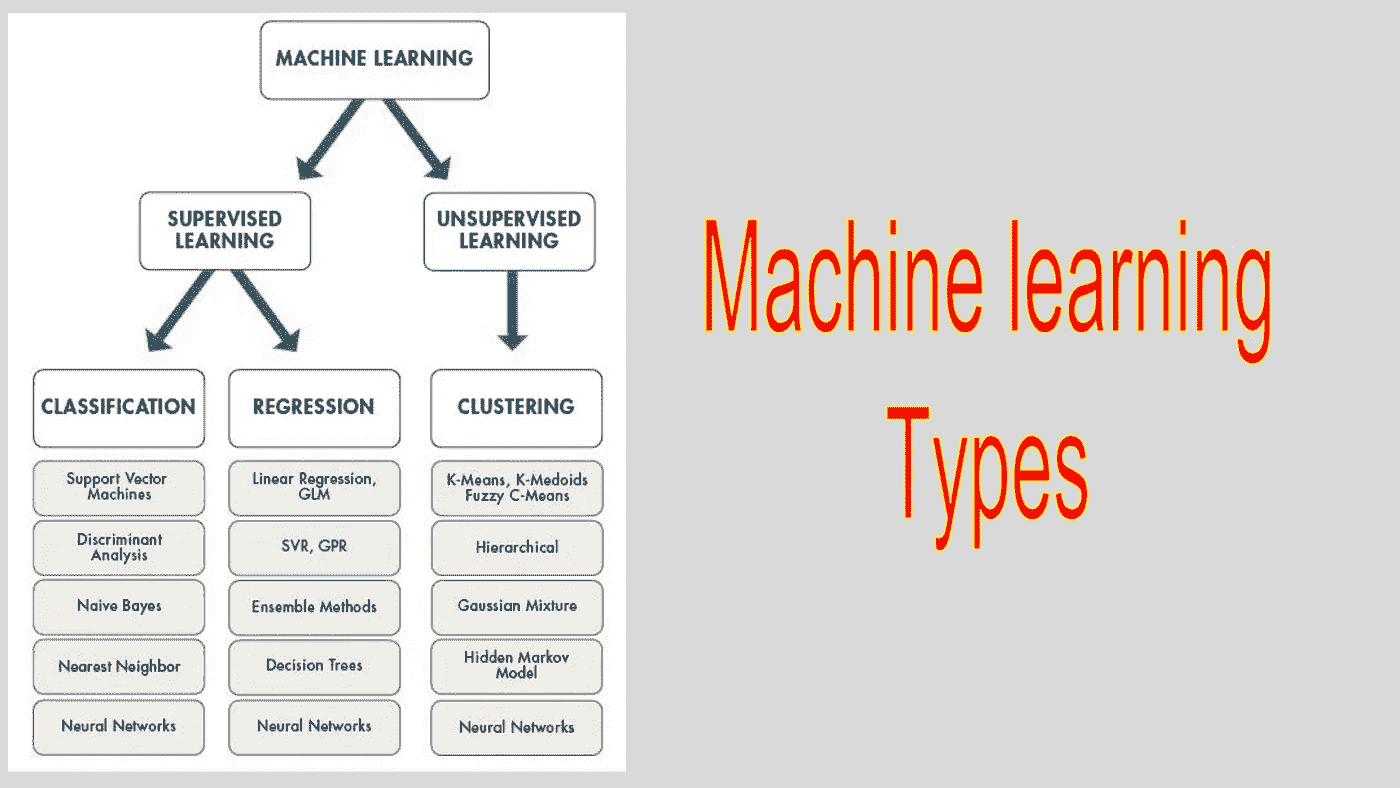 MACHINE LEARNING
SUPERVISED
LEARNING
UNSUPERVISED
LEARNING
CLASSIFICATION
REGRESSION
CLUSTERING
Support Vector
Machines
Linear Regression,
GLM
K-Means, K-Medoids
Fuzzy C-Means
Discriminant
Analysis
SVR, GPR
Hierarchical
Naive Bayes
Ensemble Methods
Gaussian Mixture
Nearest Neighbor
Decision Trees
Hidden Markov
Model
Neural Networks
Neural Networks
Neural Networks
Machine learning
Types